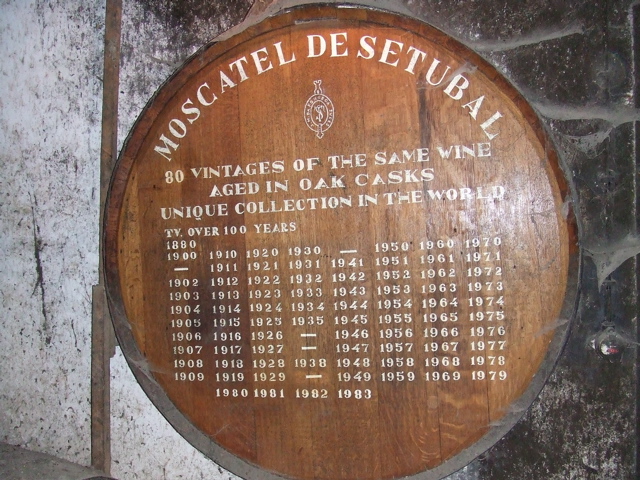 MOSCATEL DE SETUBAL
80 VINTAGES OF THE SAME WINE
AGED IN OAK CASKS
UNIQUE COLLECTION IN THE WORLD
TV. OVER 100 YEARS
1880
1900 1910 1920 1930 — 1950 1960 1970
— 1911 1921 1931 1941 1951 1961 1971
1902 1912 1922 1932 1942 1952 1962 1972
1903 1913 1923 1933 1943 1953 1963 1973
1904 1914 1924 1934 1944 1954 1964 1974
1905 1915 1925 1935 1945 1955 1965 1975
1906 1916 1926 — 1946 1956 1966 1976
1907 1917 1927 — 1947 1957 1967 1977
1908 1918 1928 1938 1948 1958 1968 1978
1909 1919 1929 — 1949 1959 1969 1979
1980 1981 1982 1983